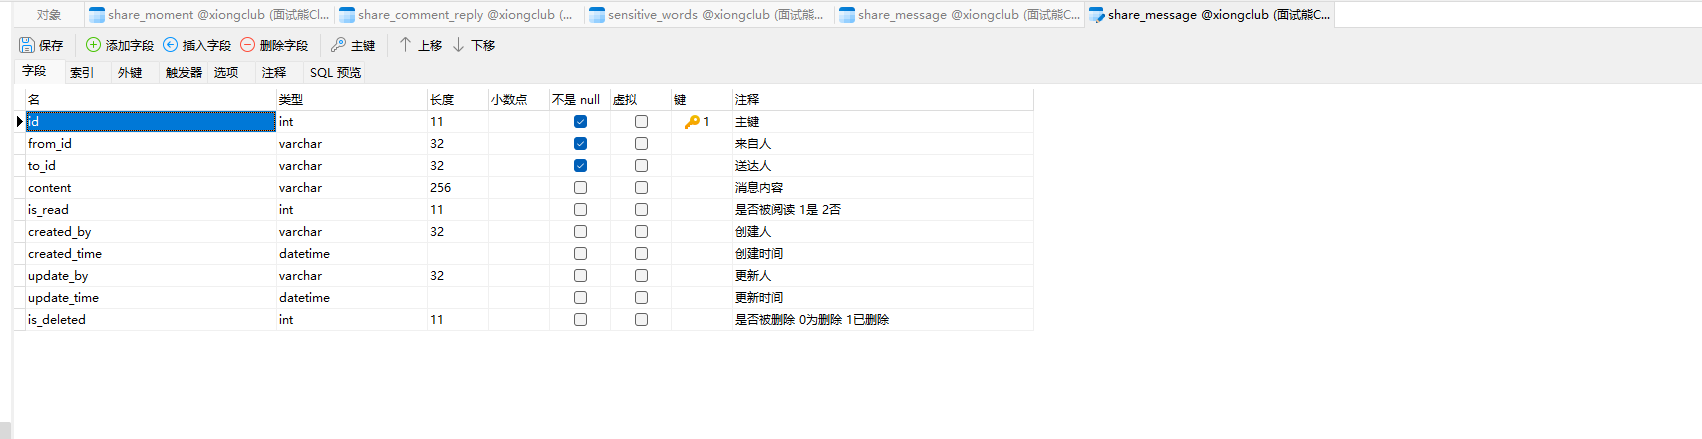 对象 share_moment @xiongclub (面试熊Cl... share_comment_reply @xiongclub (... sensitive_words @xiongclub (面试熊... share_message @xiongclub (面试熊C... share_message @xiongclub (面试熊C...
保存 添加字段 插入字段 删除字段 主键 上移 下移
字段 索引 外键 触发器 选项 注释 SQL 预览
名 类型 长度 小数点 不是 null 虚拟 键 注释
id int 11 1 主键
from_id varchar 32 来自人
to_id varchar 32 送达人
content varchar 256 消息内容
is_read int 11 是否被阅读 1是 2否
created_by varchar 32 创建人
created_time datetime 创建时间
update_by varchar 32 更新人
update_time datetime 更新时间
is_deleted int 11 是否被删除 0为删除 1已删除